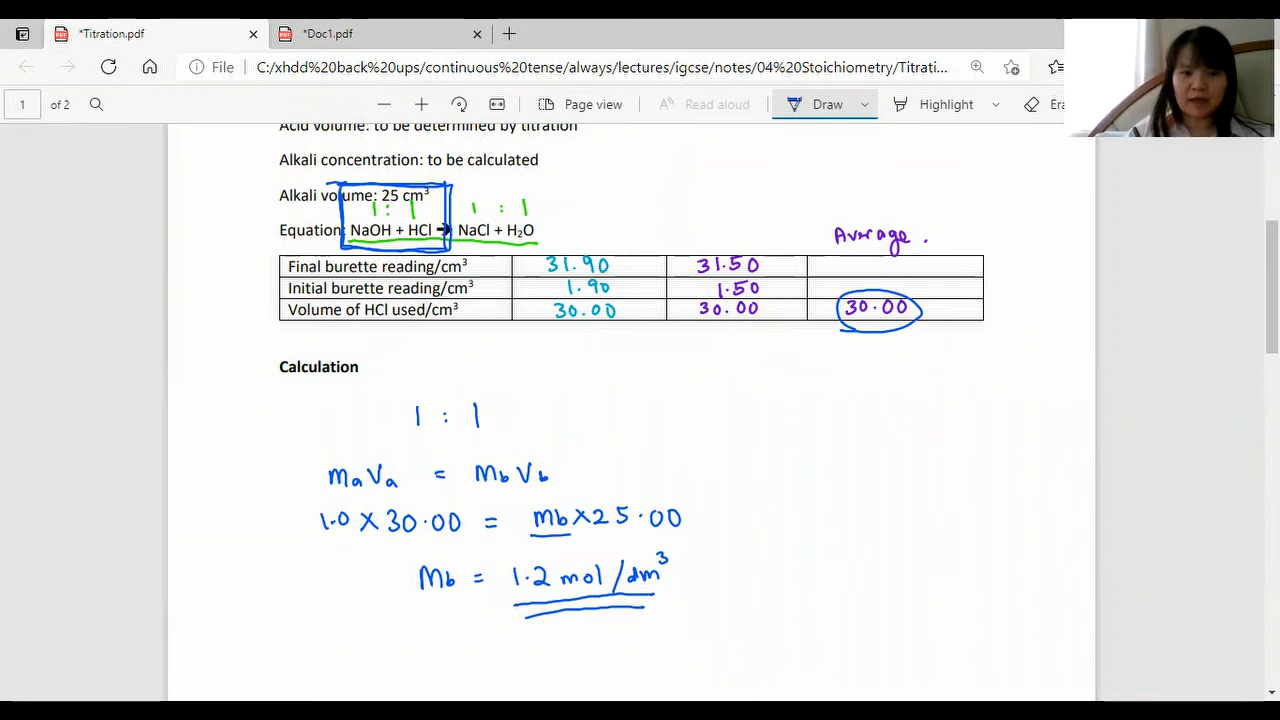 *Titration.pdf
*Doc1.pdf
File C:/xhdd%20back%20ups/continuous%20tense/always/lectures/igcse/notes/04%20Stoichiometry/Titrati...
1 of 2 Page view Read aloud Draw Highlight Era
Acid volume: to be determined by titration
Alkali concentration: to be calculated
Alkali volume: 25 cm³
1 : 1 1 : 1
Equation: NaOH + HCl → NaCl + H₂O
Average .
Final burette reading/cm³ 31.90 31.50
Initial burette reading/cm³ 1.90 1.50
Volume of HCl used/cm³ 30.00 30.00 30.00
Calculation
1 : 1
MaVa = MbVb
1.0 × 30.00 = Mb × 25.00
Mb = 1.2 mol/dm³